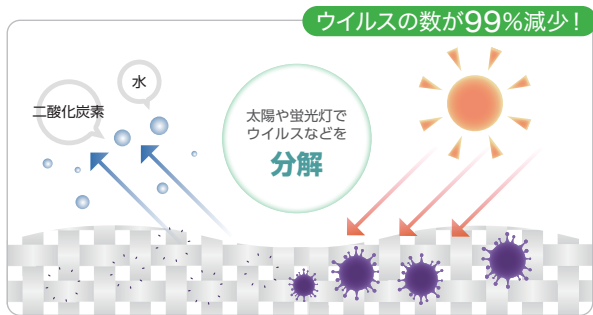 ウイルスの数が99%減少!
水
二酸化炭素
太陽や蛍光灯で
ウイルスなどを
分解